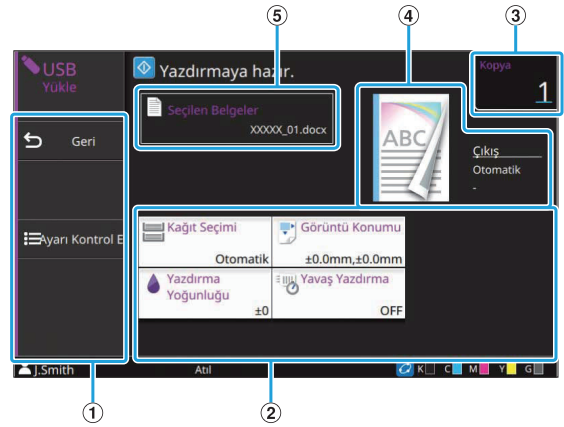 ⑤ ④ ③
USB
Yükle
Yazdırmaya hazır.
Kopya
1
Seçilen Belgeler
XXXXX_01.docx
ABC
Çıkış
Otomatik
-
Geri
Ayarı Kontrol E
Kağıt Seçimi
Otomatik
Görüntü Konumu
±0.0mm,±0.0mm
Yazdırma
Yoğunluğu
±0
Yavaş Yazdırma
OFF
J.Smith
Atıl
K C M Y G
① ②